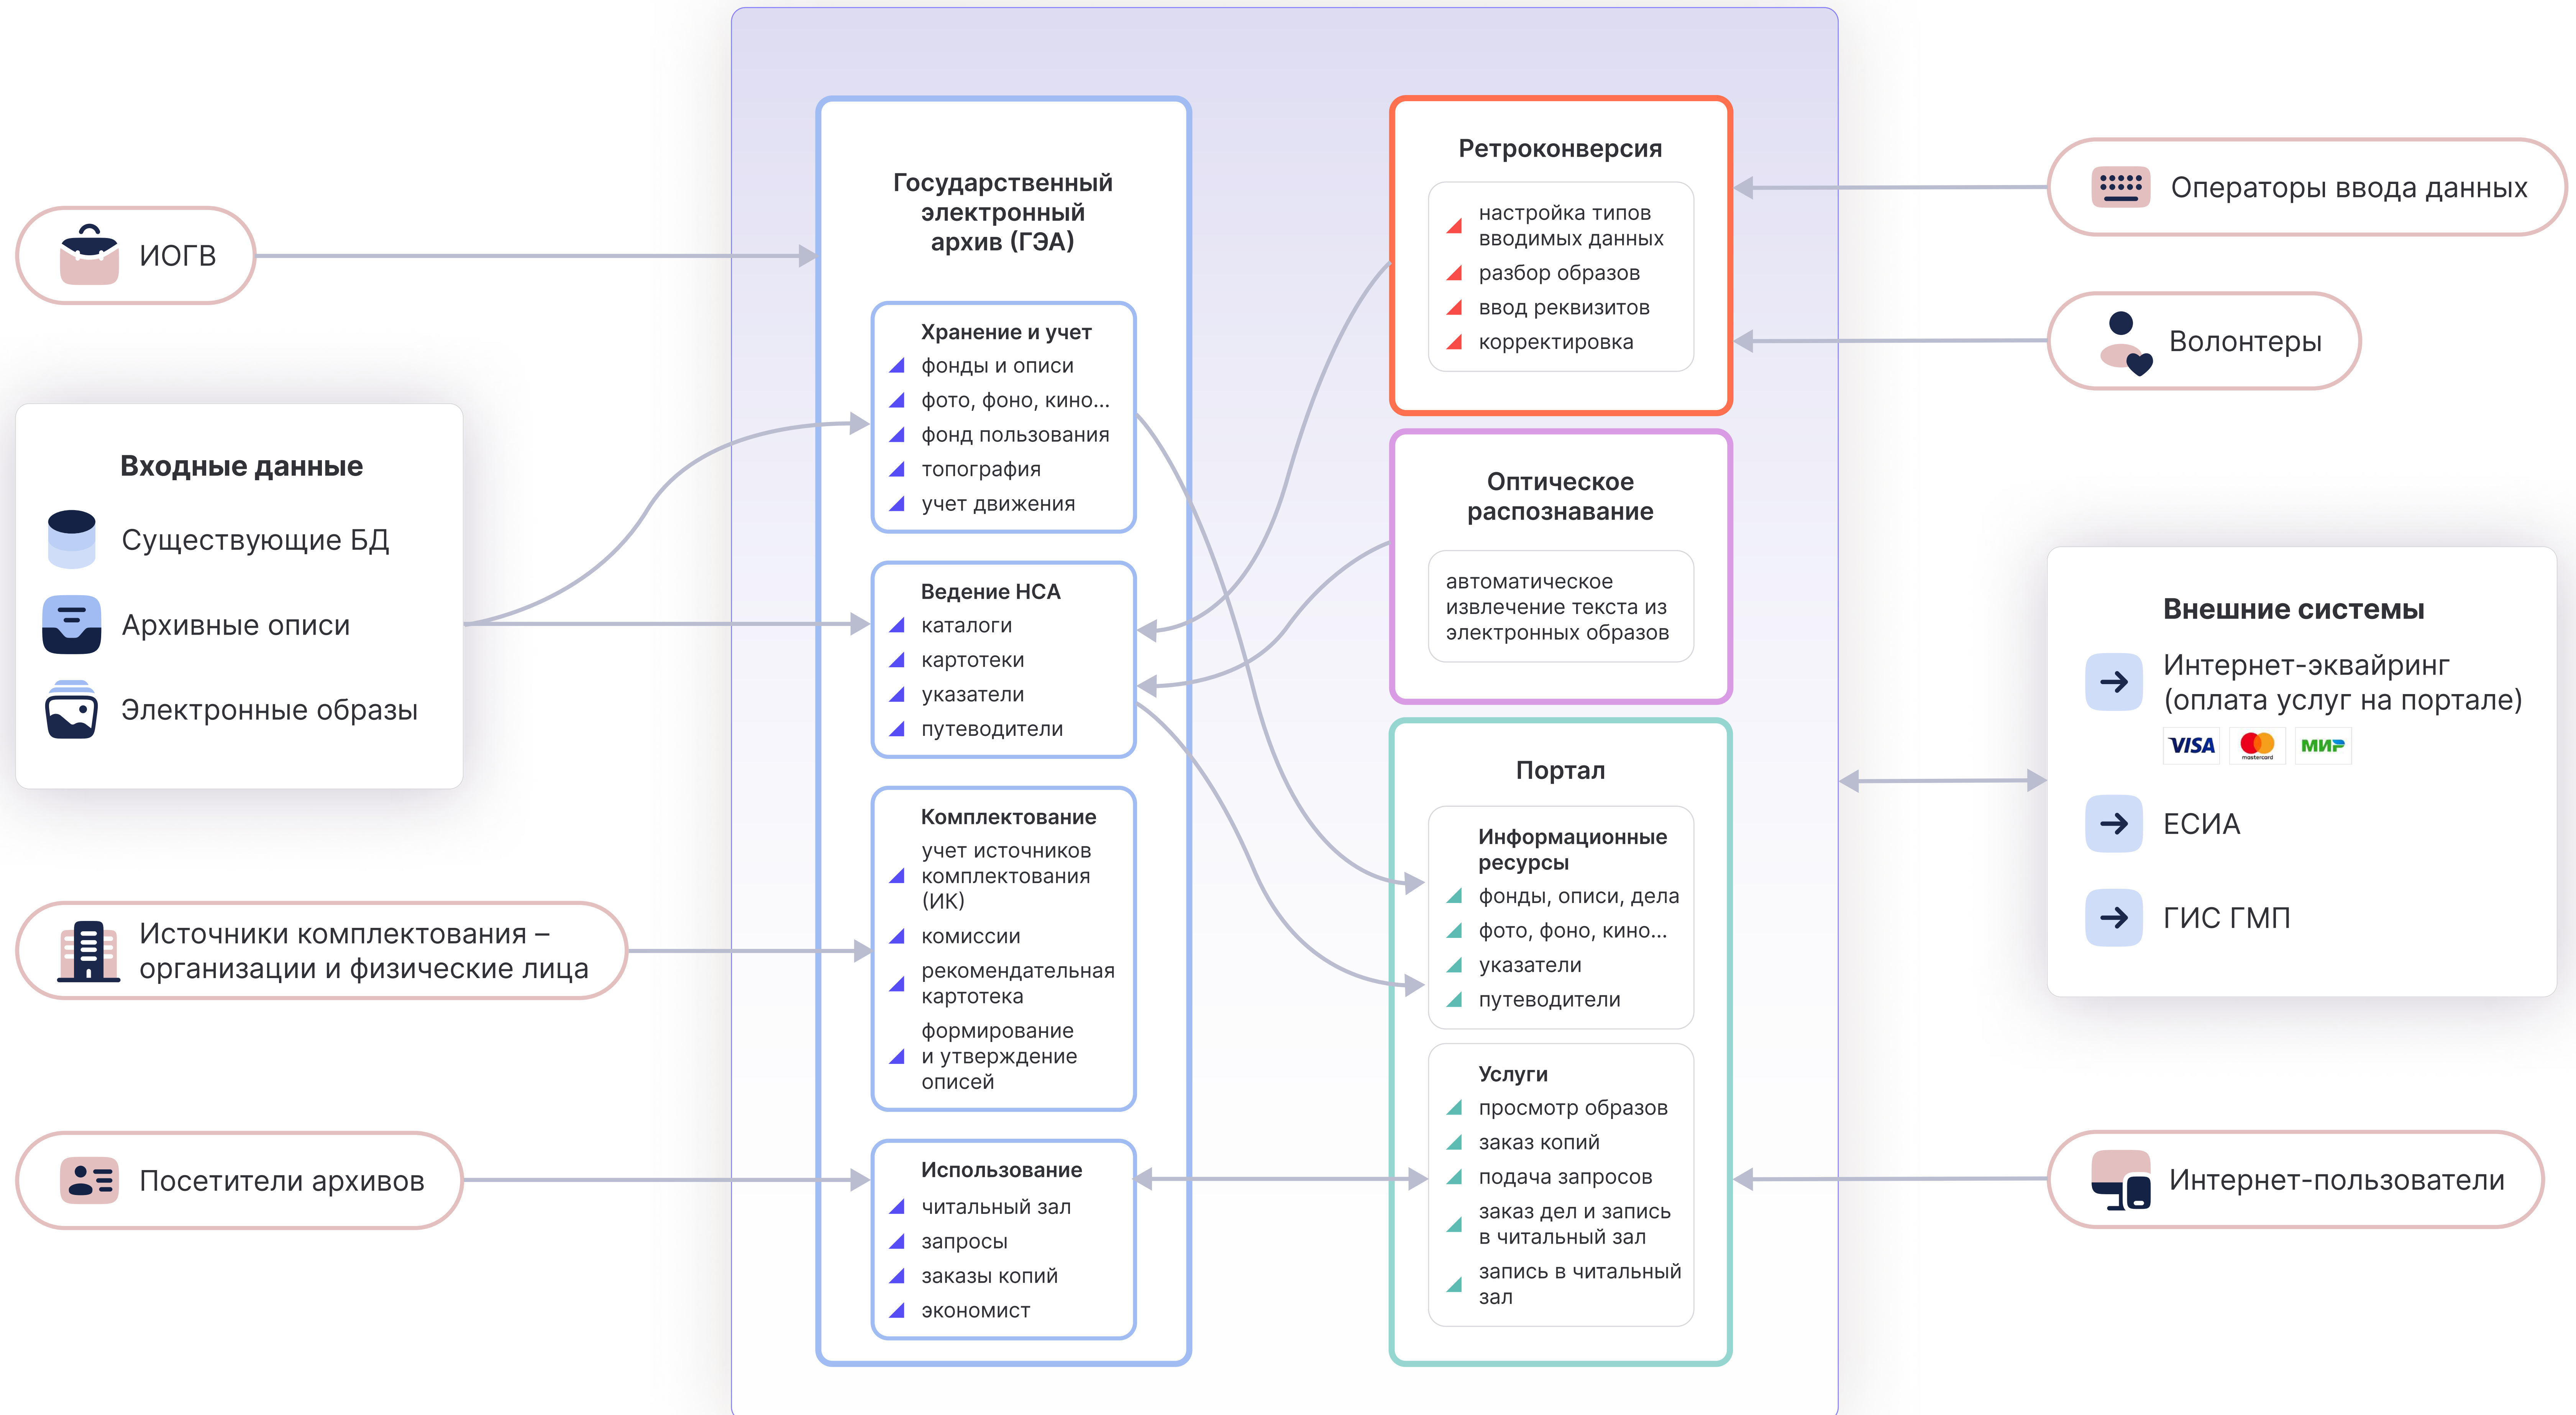 ИОГВ
Входные данные
Существующие БД
Архивные описи
Электронные образы
Источники комплектования –
организации и физические лица
Посетители архивов
Государственный
электронный
архив (ГЭА)
Хранение и учет
фонды и описи
фото, фоно, кино...
фонд пользования
топография
учет движения
Ведение НСА
каталоги
картотеки
указатели
путеводители
Комплектование
учет источников
комплектования
(ИК)
комиссии
рекомендательная
картотека
формирование
и утверждение
описей
Использование
читальный зал
запросы
заказы копий
экономист
Ретроконверсия
настройка типов
вводимых данных
разбор образов
ввод реквизитов
корректировка
Оптическое
распознавание
автоматическое
извлечение текста из
электронных образов
Портал
Информационные
ресурсы
фонды, описи, дела
фото, фоно, кино...
указатели
путеводители
Услуги
просмотр образов
заказ копий
подача запросов
заказ дел и запись
в читальный зал
запись в читальный
зал
Операторы ввода данных
Волонтеры
Внешние системы
Интернет-эквайринг
(оплата услуг на портале)
VISA
mastercard
МИР
ЕСИА
ГИС ГМП
Интернет-пользователи